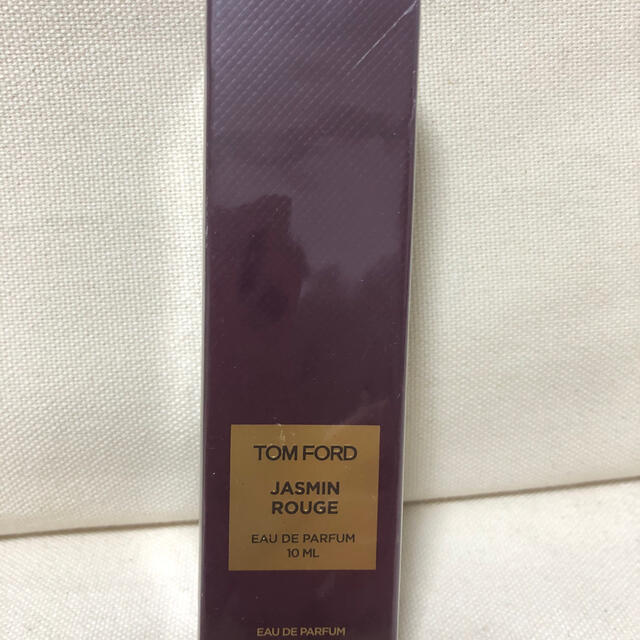 TOM FORD
JASMIN
ROUGE
EAU DE PARFUM
10 ML
EAU DE PARFUM